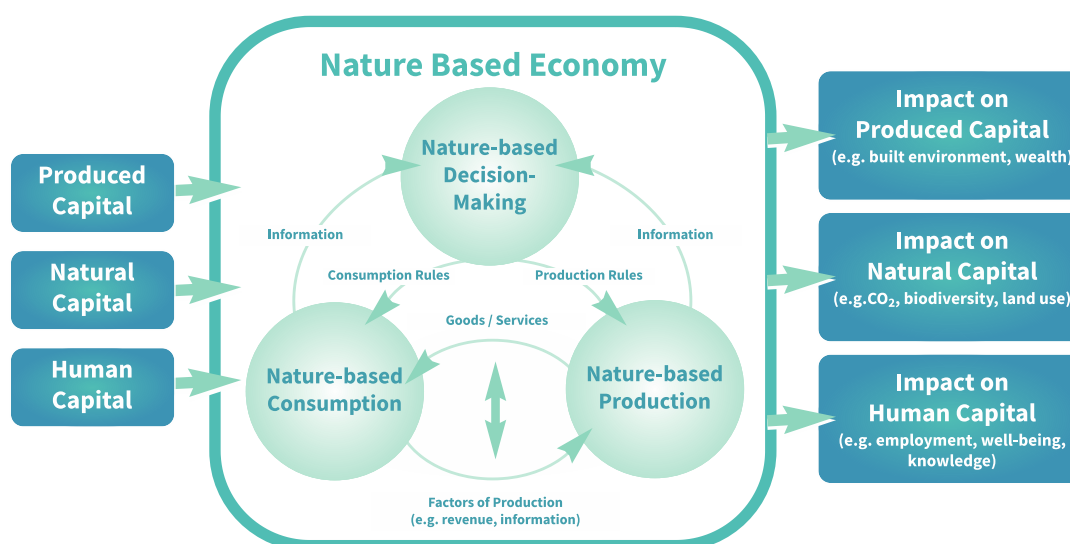 Nature Based Economy
Produced
Capital
Natural
Capital
Human
Capital
Nature-based
Decision-
Making
Information
Information
Consumption Rules
Production Rules
Goods / Services
Nature-based
Consumption
Nature-based
Production
Factors of Production
(e.g. revenue, information)
Impact on
Produced Capital
(e.g. built environment, wealth)
Impact on
Natural Capital
(e.g.CO₂, biodiversity, land use)
Impact on
Human Capital
(e.g. employment, well-being,
knowledge)